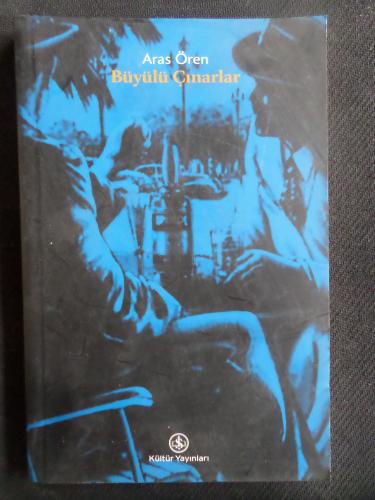 Aras Ören
Büyülü Çınarlar
Kültür Yayınları